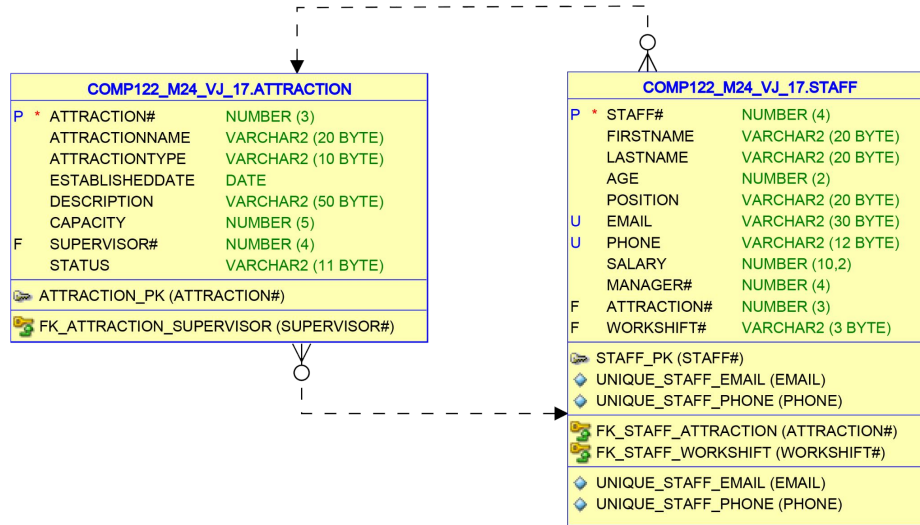 COMP122_M24_VJ_17.ATTRACTION
P * ATTRACTION# NUMBER (3)
ATTRACTIONNAME VARCHAR2 (20 BYTE)
ATTRACTIONTYPE VARCHAR2 (10 BYTE)
ESTABLISHEDDATE DATE
DESCRIPTION VARCHAR2 (50 BYTE)
CAPACITY NUMBER (5)
F SUPERVISOR# NUMBER (4)
STATUS VARCHAR2 (11 BYTE)
ATTRACTION_PK (ATTRACTION#)
FK_ATTRACTION_SUPERVISOR (SUPERVISOR#)
COMP122_M24_VJ_17.STAFF
P * STAFF# NUMBER (4)
FIRSTNAME VARCHAR2 (20 BYTE)
LASTNAME VARCHAR2 (20 BYTE)
AGE NUMBER (2)
POSITION VARCHAR2 (20 BYTE)
U EMAIL VARCHAR2 (30 BYTE)
U PHONE VARCHAR2 (12 BYTE)
SALARY NUMBER (10,2)
MANAGER# NUMBER (4)
F ATTRACTION# NUMBER (3)
F WORKSHIFT# VARCHAR2 (3 BYTE)
STAFF_PK (STAFF#)
UNIQUE_STAFF_EMAIL (EMAIL)
UNIQUE_STAFF_PHONE (PHONE)
FK_STAFF_ATTRACTION (ATTRACTION#)
FK_STAFF_WORKSHIFT (WORKSHIFT#)
UNIQUE_STAFF_EMAIL (EMAIL)
UNIQUE_STAFF_PHONE (PHONE)